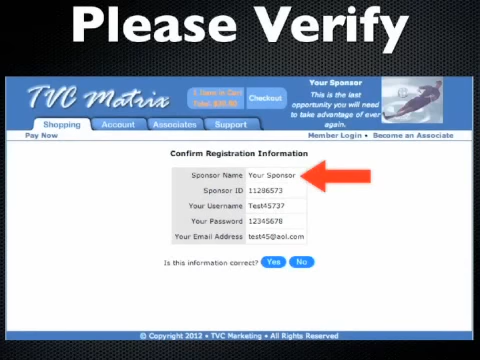 Please Verify
TVC Matrix
1 Item in Cart
Total: $30.60
Checkout
Your Sponsor
This is the last
opportunity you will need
to take advantage of ever
again.
Shopping Account Associates Support
Pay Now
Member Login • Become an Associate
Confirm Registration Information
Sponsor Name Your Sponsor
Sponsor ID 11286573
Your Username Test45737
Your Password 12345678
Your Email Address test45@aol.com
Is this information correct? Yes No
© Copyright 2012 • TVC Marketing • All Rights Reserved